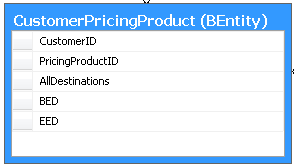 CustomerPricingProduct (BEntity)
CustomerID
PricingProductID
AllDestinations
BED
EED